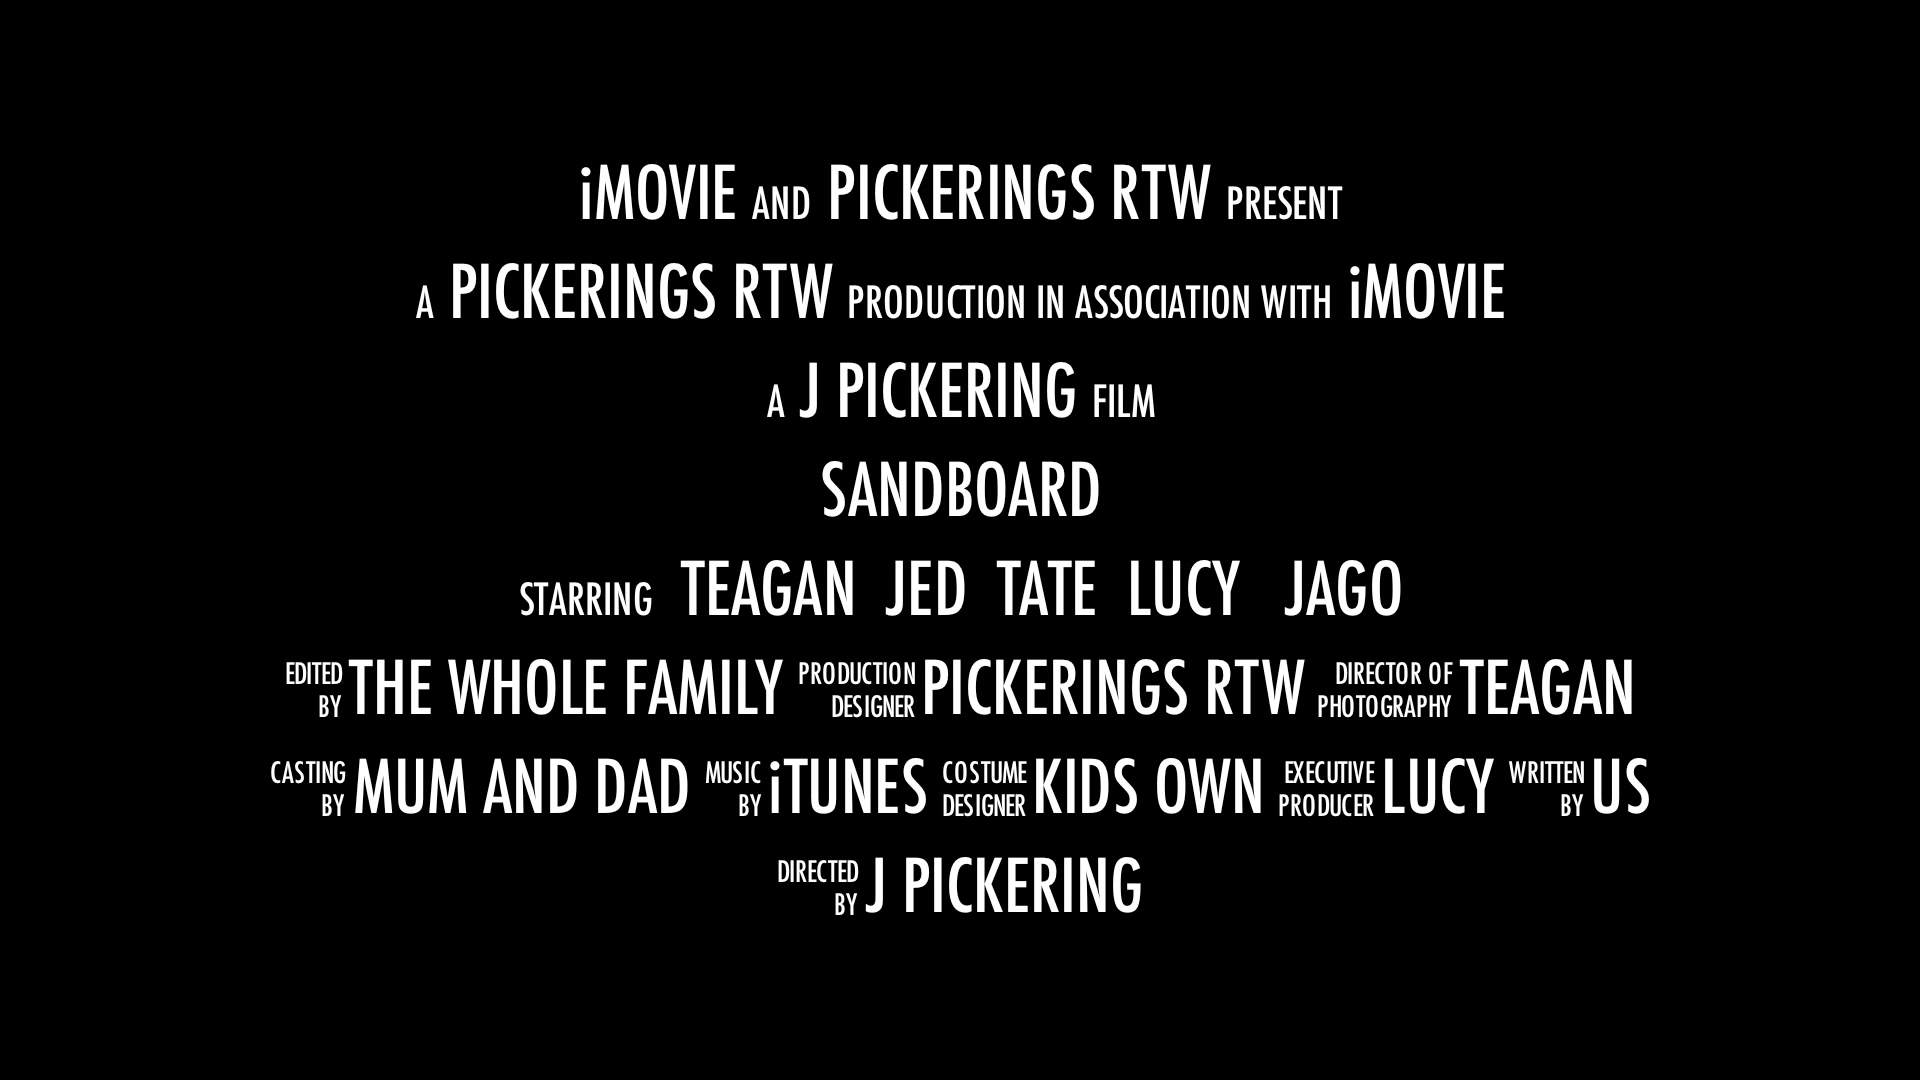 iMOVIE AND PICKERINGS RTW PRESENT
A PICKERINGS RTW PRODUCTION IN ASSOCIATION WITH iMOVIE
A J PICKERING FILM
SANDBOARD
STARRING TEAGAN JED TATE LUCY JAGO
EDITED BY THE WHOLE FAMILY PRODUCTION DESIGNER PICKERINGS RTW DIRECTOR OF PHOTOGRAPHY TEAGAN
CASTING BY MUM AND DAD MUSIC BY iTUNES COSTUME DESIGNER KIDS OWN EXECUTIVE PRODUCER LUCY WRITTEN BY US
DIRECTED BY J PICKERING